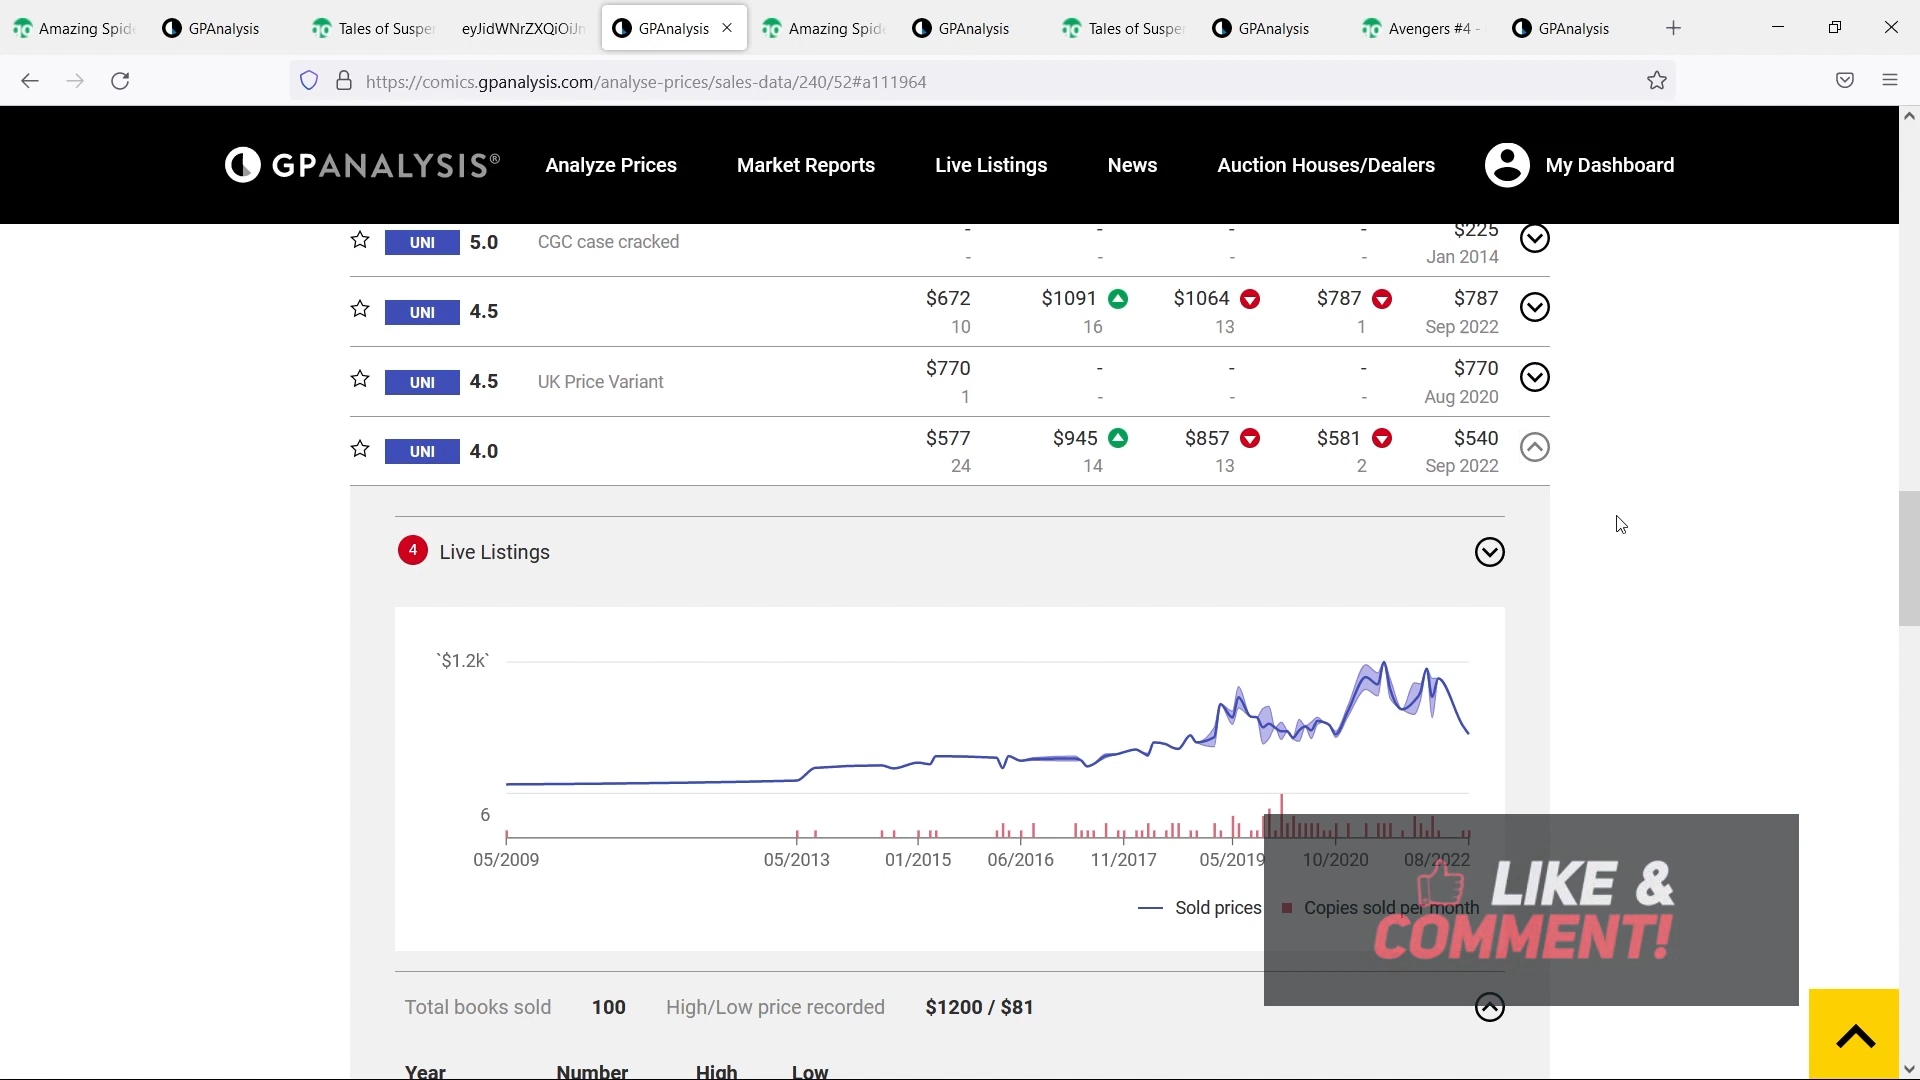 Amazing Spid
GPAnalysis
Tales of Suspe
eyJidWNrZXQiOiJn
GPAnalysis
Amazing Spid
GPAnalysis
Tales of Suspe
GPAnalysis
Avengers #4 -
GPAnalysis
https://comics.gpanalysis.com/analyse-prices/sales-data/240/52#a111964
GPANALYSIS®
Analyze Prices
Market Reports
Live Listings
News
Auction Houses/Dealers
My Dashboard
UNI 5.0 CGC case cracked - - - - $225
- - - - Jan 2014
UNI 4.5 $672 $1091 $1064 $787 $787
10 16 13 1 Sep 2022
UNI 4.5 UK Price Variant $770 - - - $770
1 - - - Aug 2020
UNI 4.0 $577 $945 $857 $581 $540
24 14 13 2 Sep 2022
4 Live Listings
`$1.2k`
6
05/2009 05/2013 01/2015 06/2016 11/2017 05/2019 10/2020 08/2022
Sold prices Copies sold per month
LIKE &
COMMENT!
Total books sold 100 High/Low price recorded $1200 / $81
Year Number High Low